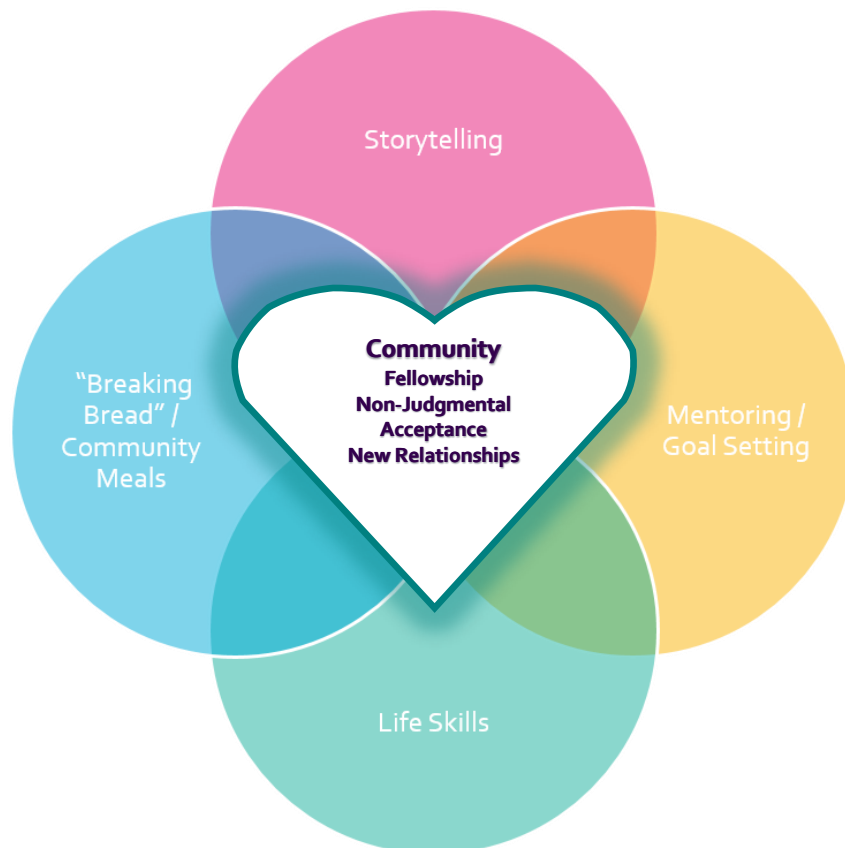 Storytelling
“Breaking
Bread” /
Community
Meals
Community
Fellowship
Non-Judgmental
Acceptance
New Relationships
Mentoring /
Goal Setting
Life Skills